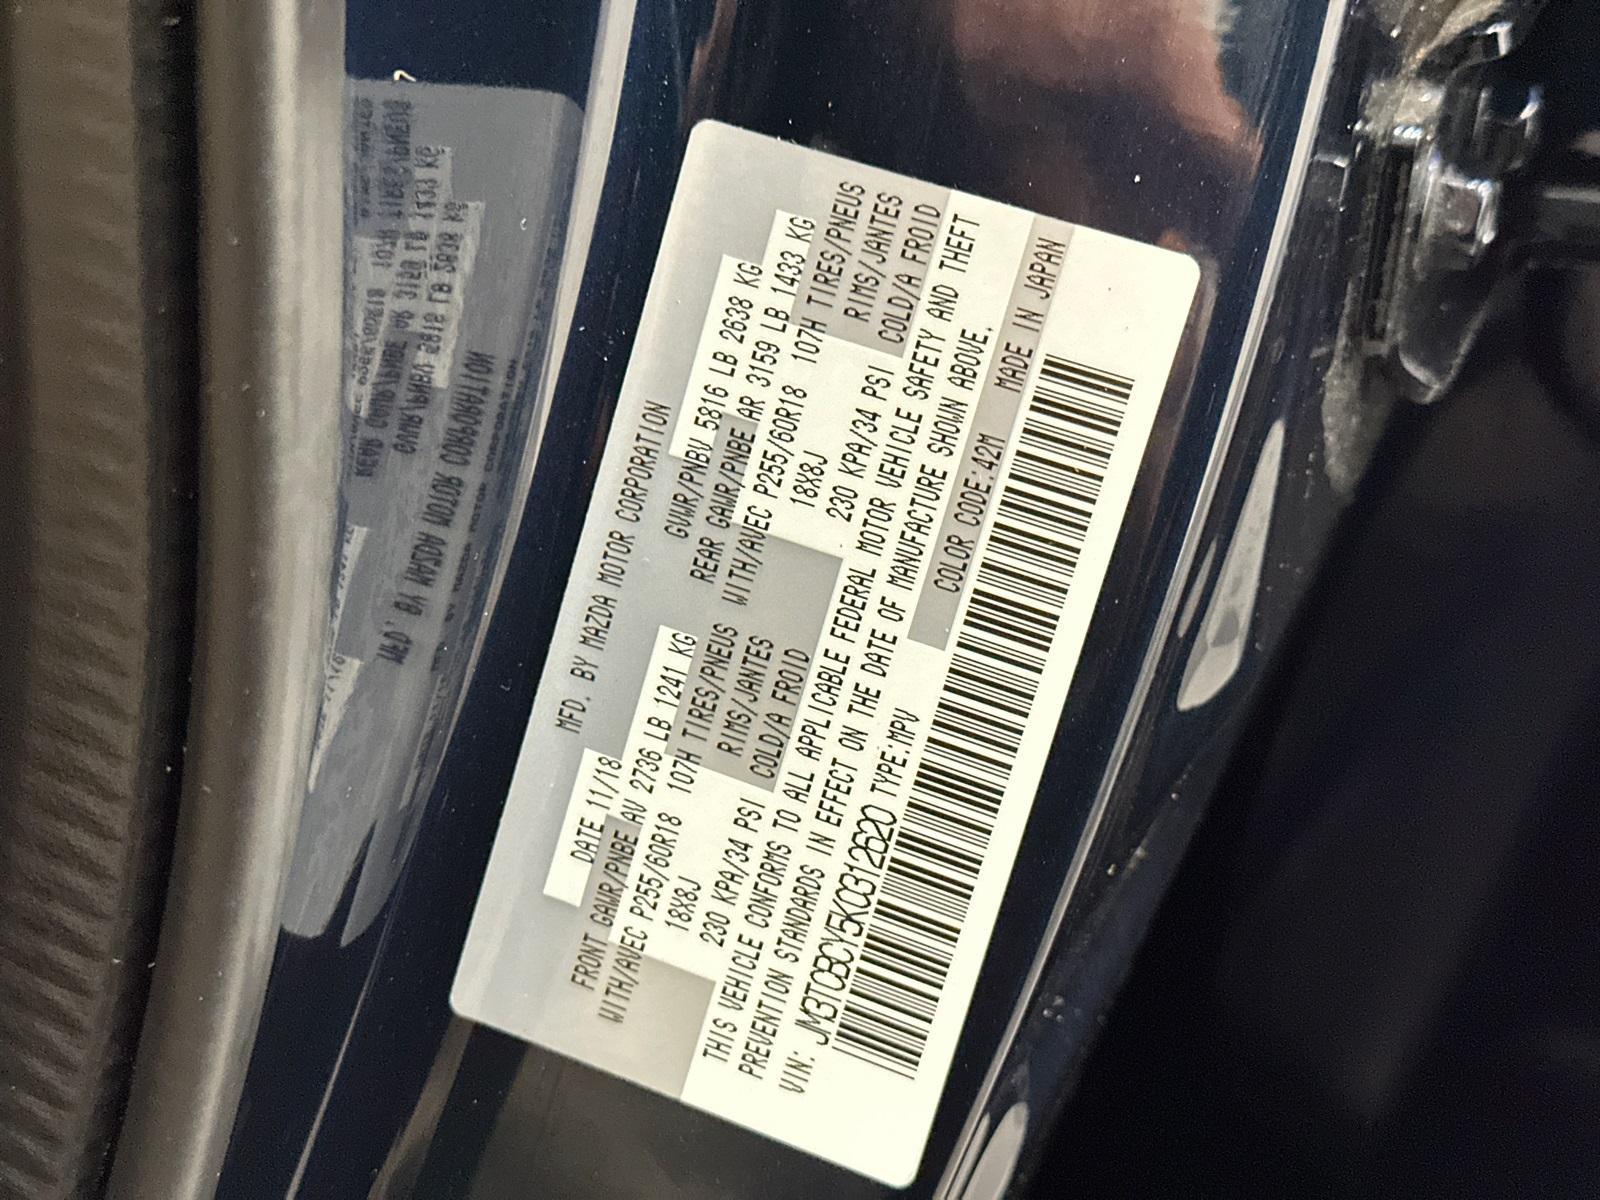 MFD. BY MAZDA MOTOR CORPORATION
DATE 11/18 GVWR/PNBV 5816 LB 2638 KG
FRONT GAWR/PNBE AV 2736 LB 1241 KG REAR GAWR/PNBE AR 3159 LB 1433 KG
WITH/AVEC P255/60R18 107H TIRES/PNEUS WITH/AVEC P255/60R18 107H TIRES/PNEUS
18X8J RIMS/JANTES 18X8J RIMS/JANTES
230 KPA/34 PSI COLD/A FROID 230 KPA/34 PSI COLD/A FROID
THIS VEHICLE CONFORMS TO ALL APPLICABLE FEDERAL MOTOR VEHICLE SAFETY AND THEFT
PREVENTION STANDARDS IN EFFECT ON THE DATE OF MANUFACTURE SHOWN ABOVE.
VIN: JM3TCBCY5K0312620 TYPE:MPV COLOR CODE:42M MADE IN JAPAN